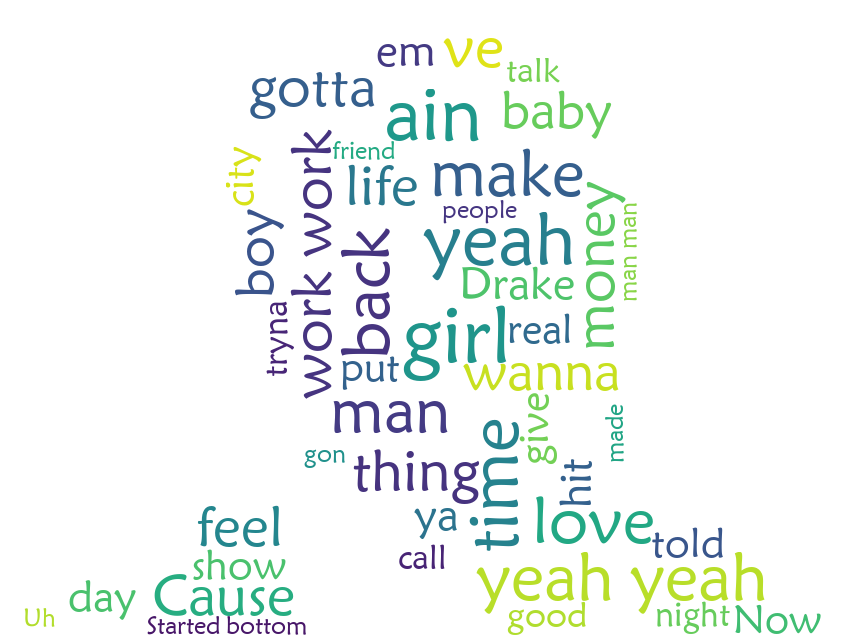 em
ve
talk
gotta
ain
baby
friend
city
work work
life
make
people
boy
back
yeah
money
man man
Drake
tryna
girl
real
put
wanna
man
give
made
gon
thing
time
hit
feel
ya
love
told
show
call
day
Cause
yeah yeah
Uh
Started bottom
good
night
Now